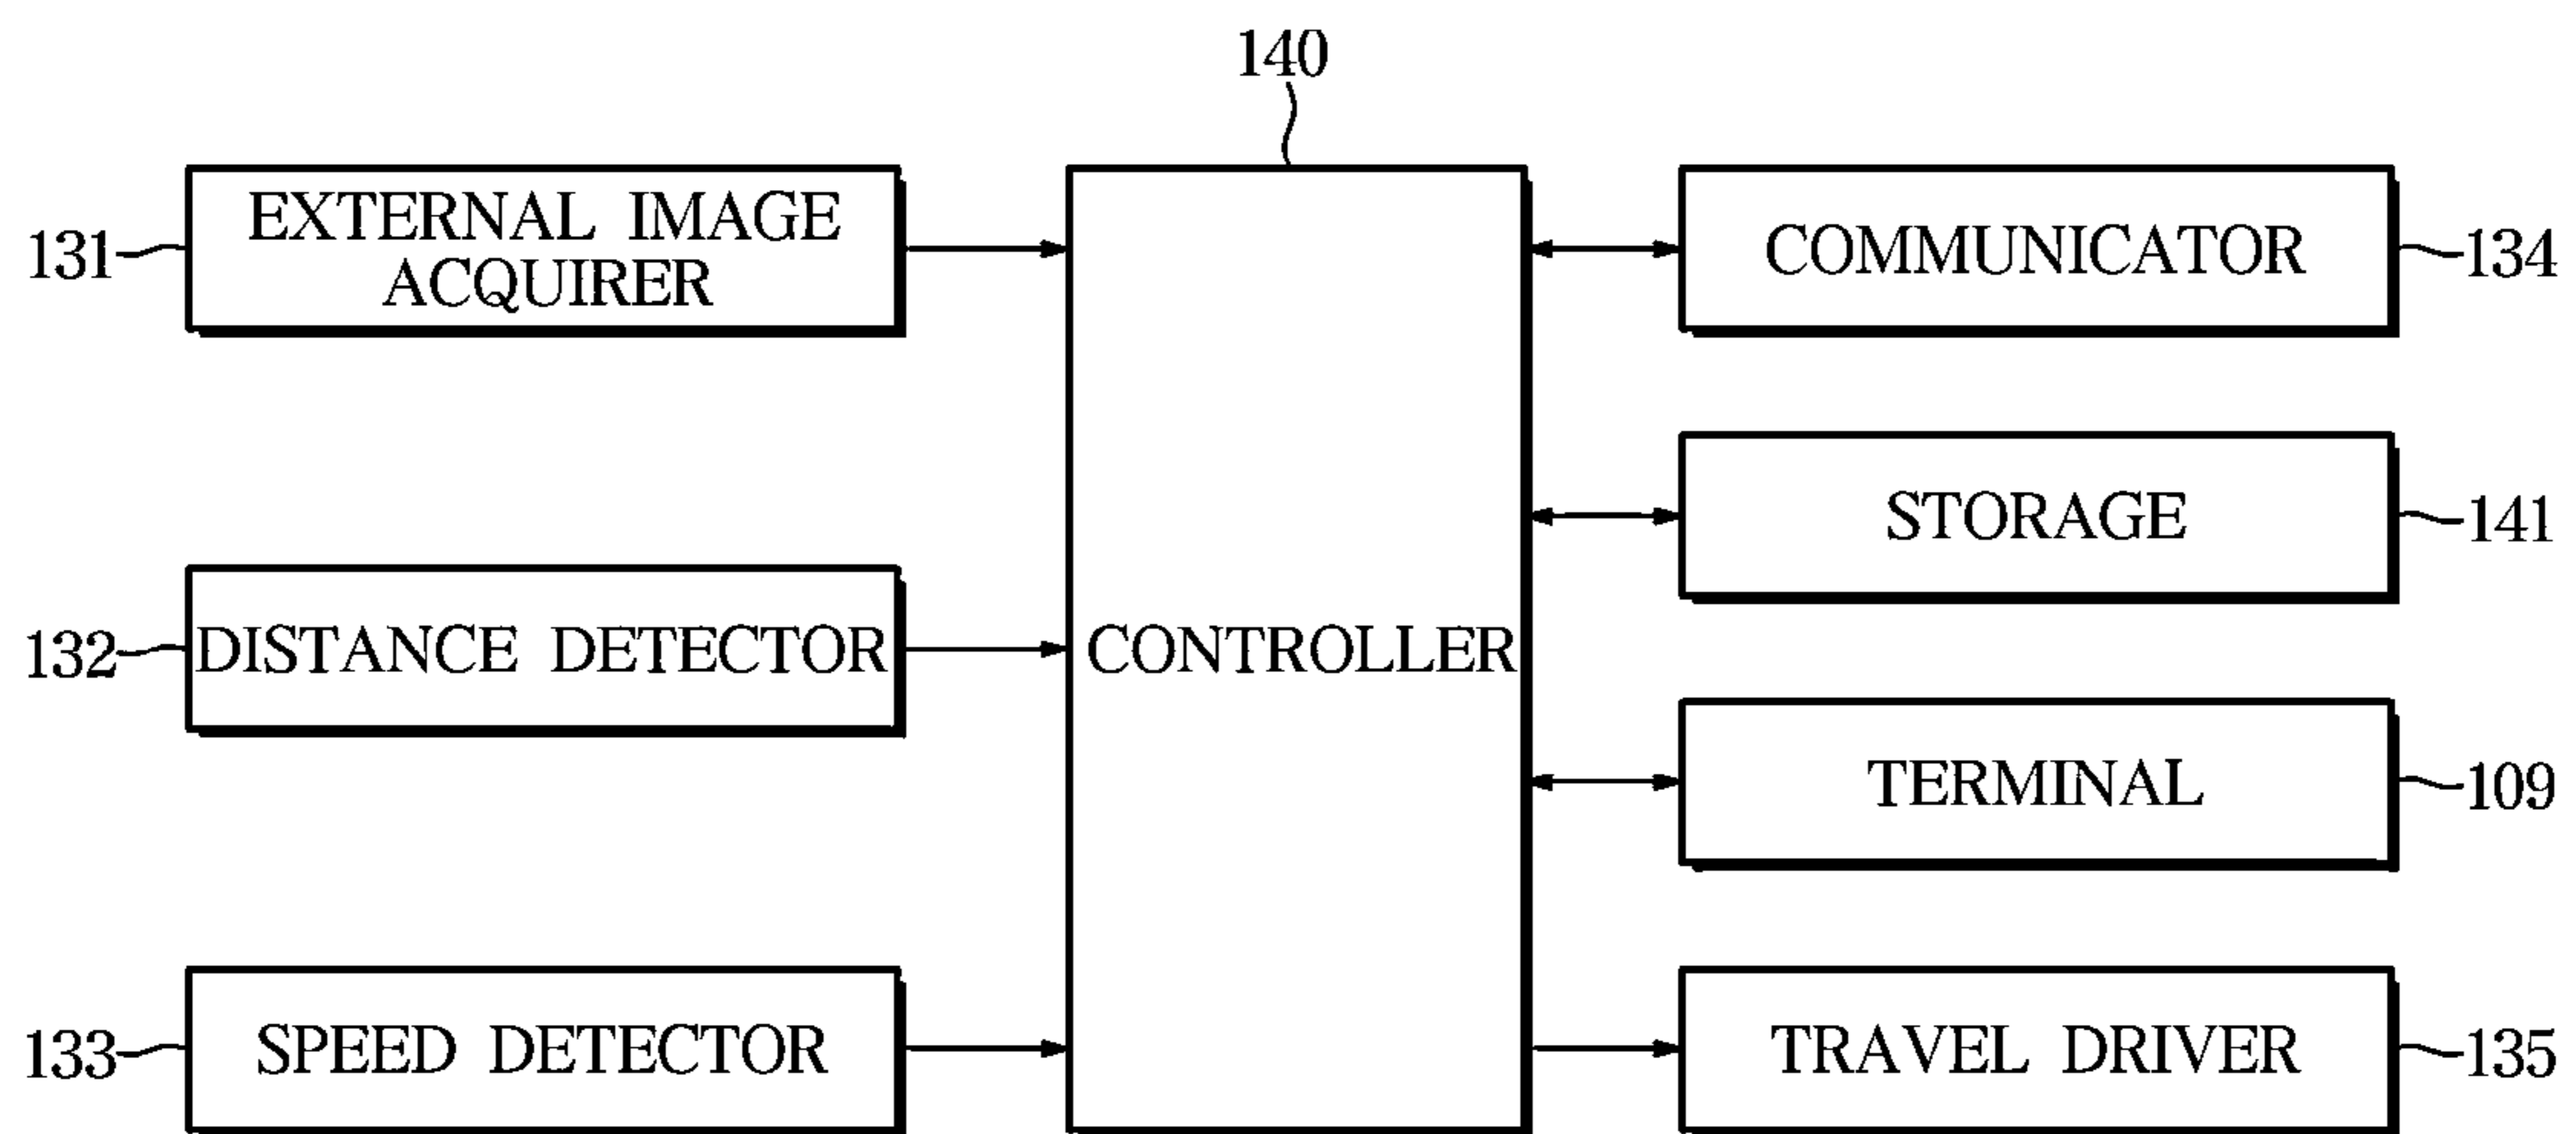 140
131
EXTERNAL IMAGE
ACQUIRER
COMMUNICATOR
134
STORAGE
141
132
DISTANCE DETECTOR
CONTROLLER
TERMINAL
109
133
SPEED DETECTOR
TRAVEL DRIVER
135